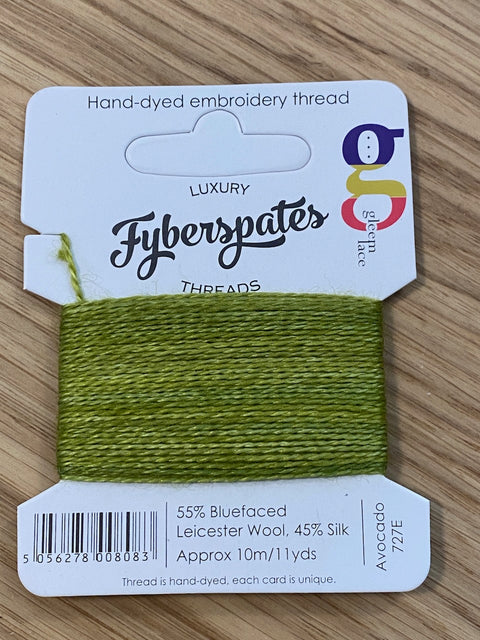 Hand-dyed embroidery thread
LUXURY
Fyberspates
THREADS
g
gleem
lace
55% Bluefaced
Leicester Wool, 45% Silk
Approx 10m/11yds
5 056278 008083
Avocado
727E
Thread is hand-dyed, each card is unique.